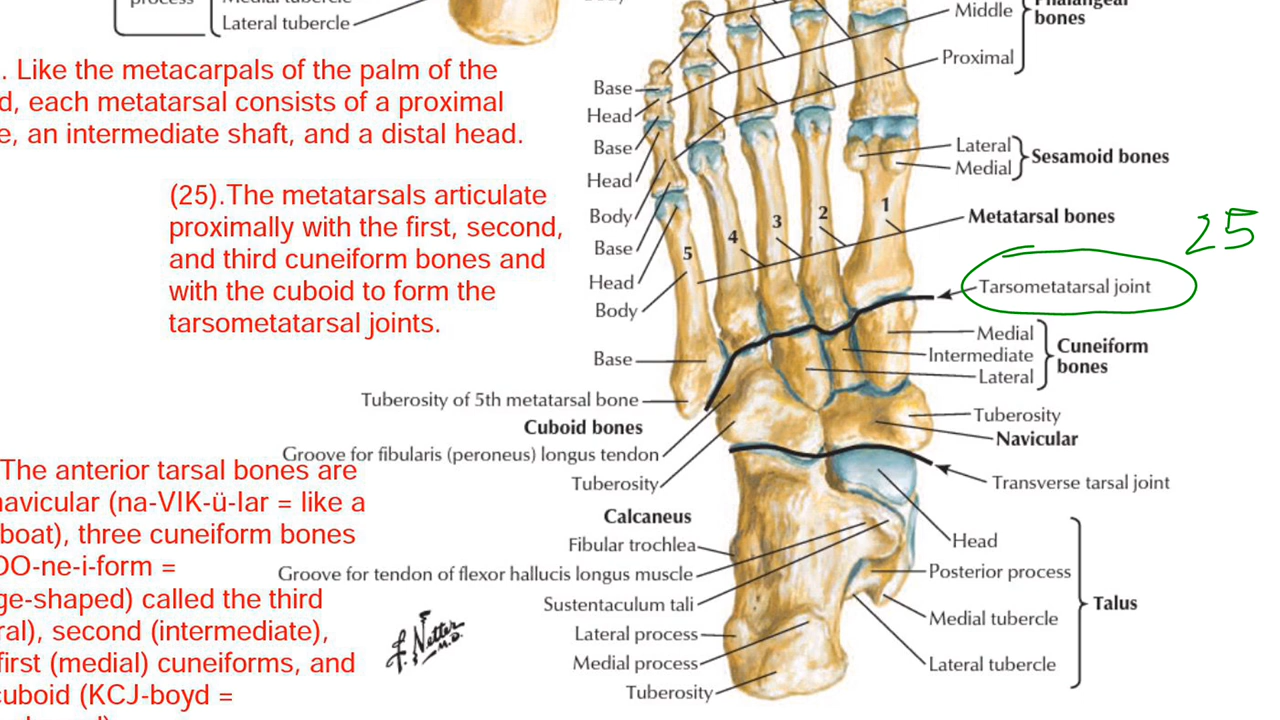 process
Lateral tubercle
Middle
bones
Proximal
. Like the metacarpals of the palm of the
d, each metatarsal consists of a proximal
e, an intermediate shaft, and a distal head.
(25).The metatarsals articulate
proximally with the first, second,
and third cuneiform bones and
with the cuboid to form the
tarsometatarsal joints.
Base
Head
Base
Head
Body
Base
Head
Body
Base
Tuberosity of 5th metatarsal bone
Cuboid bones
Groove for fibularis (peroneus) longus tendon
Tuberosity
Calcaneus
Fibular trochlea
Groove for tendon of flexor hallucis longus muscle
Sustentaculum tali
Lateral process
Medial process
Tuberosity
5
4
3
2
1
Lateral
Medial
Sesamoid bones
Metatarsal bones
25
Tarsometatarsal joint
Medial
Intermediate
Lateral
Cuneiform
bones
Tuberosity
Navicular
Transverse tarsal joint
Head
Posterior process
Medial tubercle
Lateral tubercle
Talus
The anterior tarsal bones are
navicular (na-VIK-ü-lar = like a
boat), three cuneiform bones
OO-ne-i-form =
ge-shaped) called the third
ral), second (intermediate),
first (medial) cuneiforms, and
cuboid (KCJ-boyd =
f. Netter
M.D.